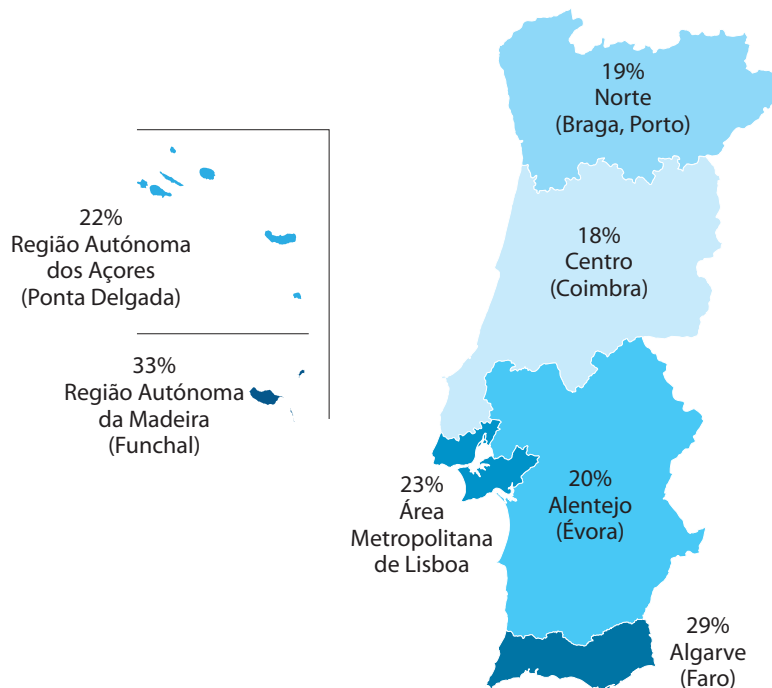 19%
Norte
(Braga, Porto)
22%
Região Autónoma
dos Açores
(Ponta Delgada)
18%
Centro
(Coimbra)
33%
Região Autónoma
da Madeira
(Funchal)
23%
Área
Metropolitana
de Lisboa
20%
Alentejo
(Évora)
29%
Algarve
(Faro)